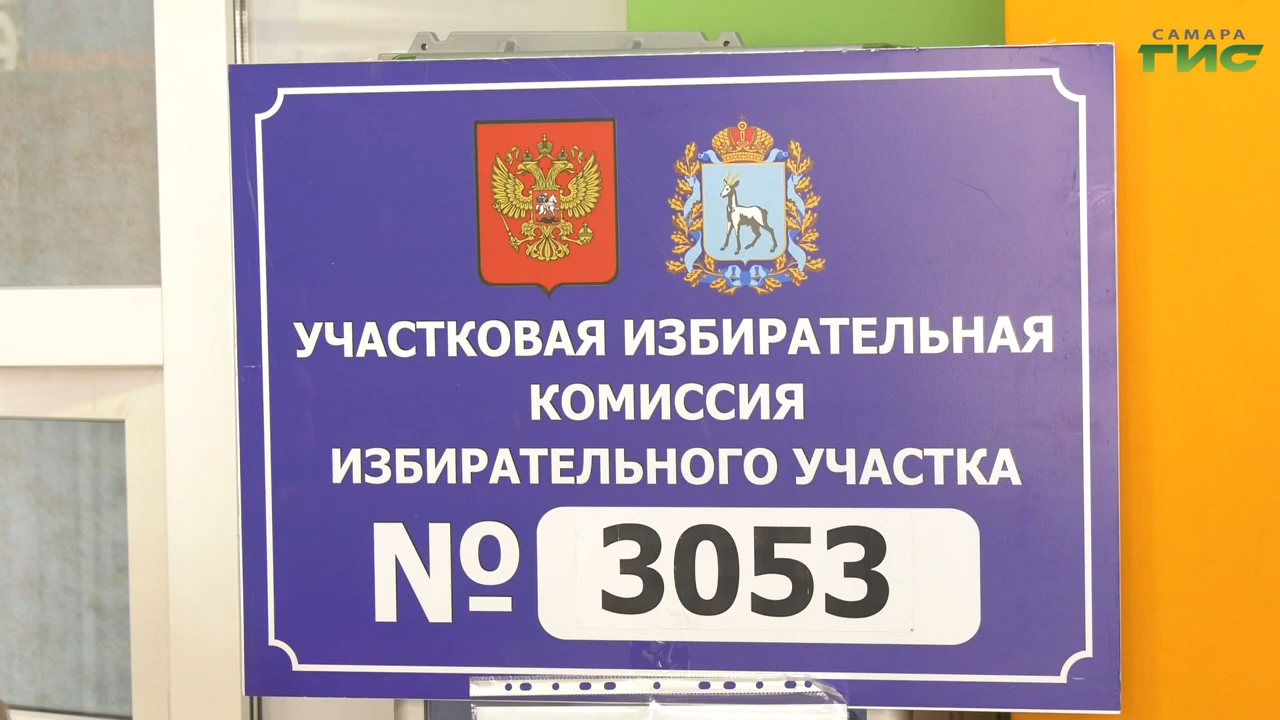 САМАРА
ГИС
УЧАСТКОВАЯ ИЗБИРАТЕЛЬНАЯ
КОМИССИЯ
ИЗБИРАТЕЛЬНОГО УЧАСТКА
№ 3053